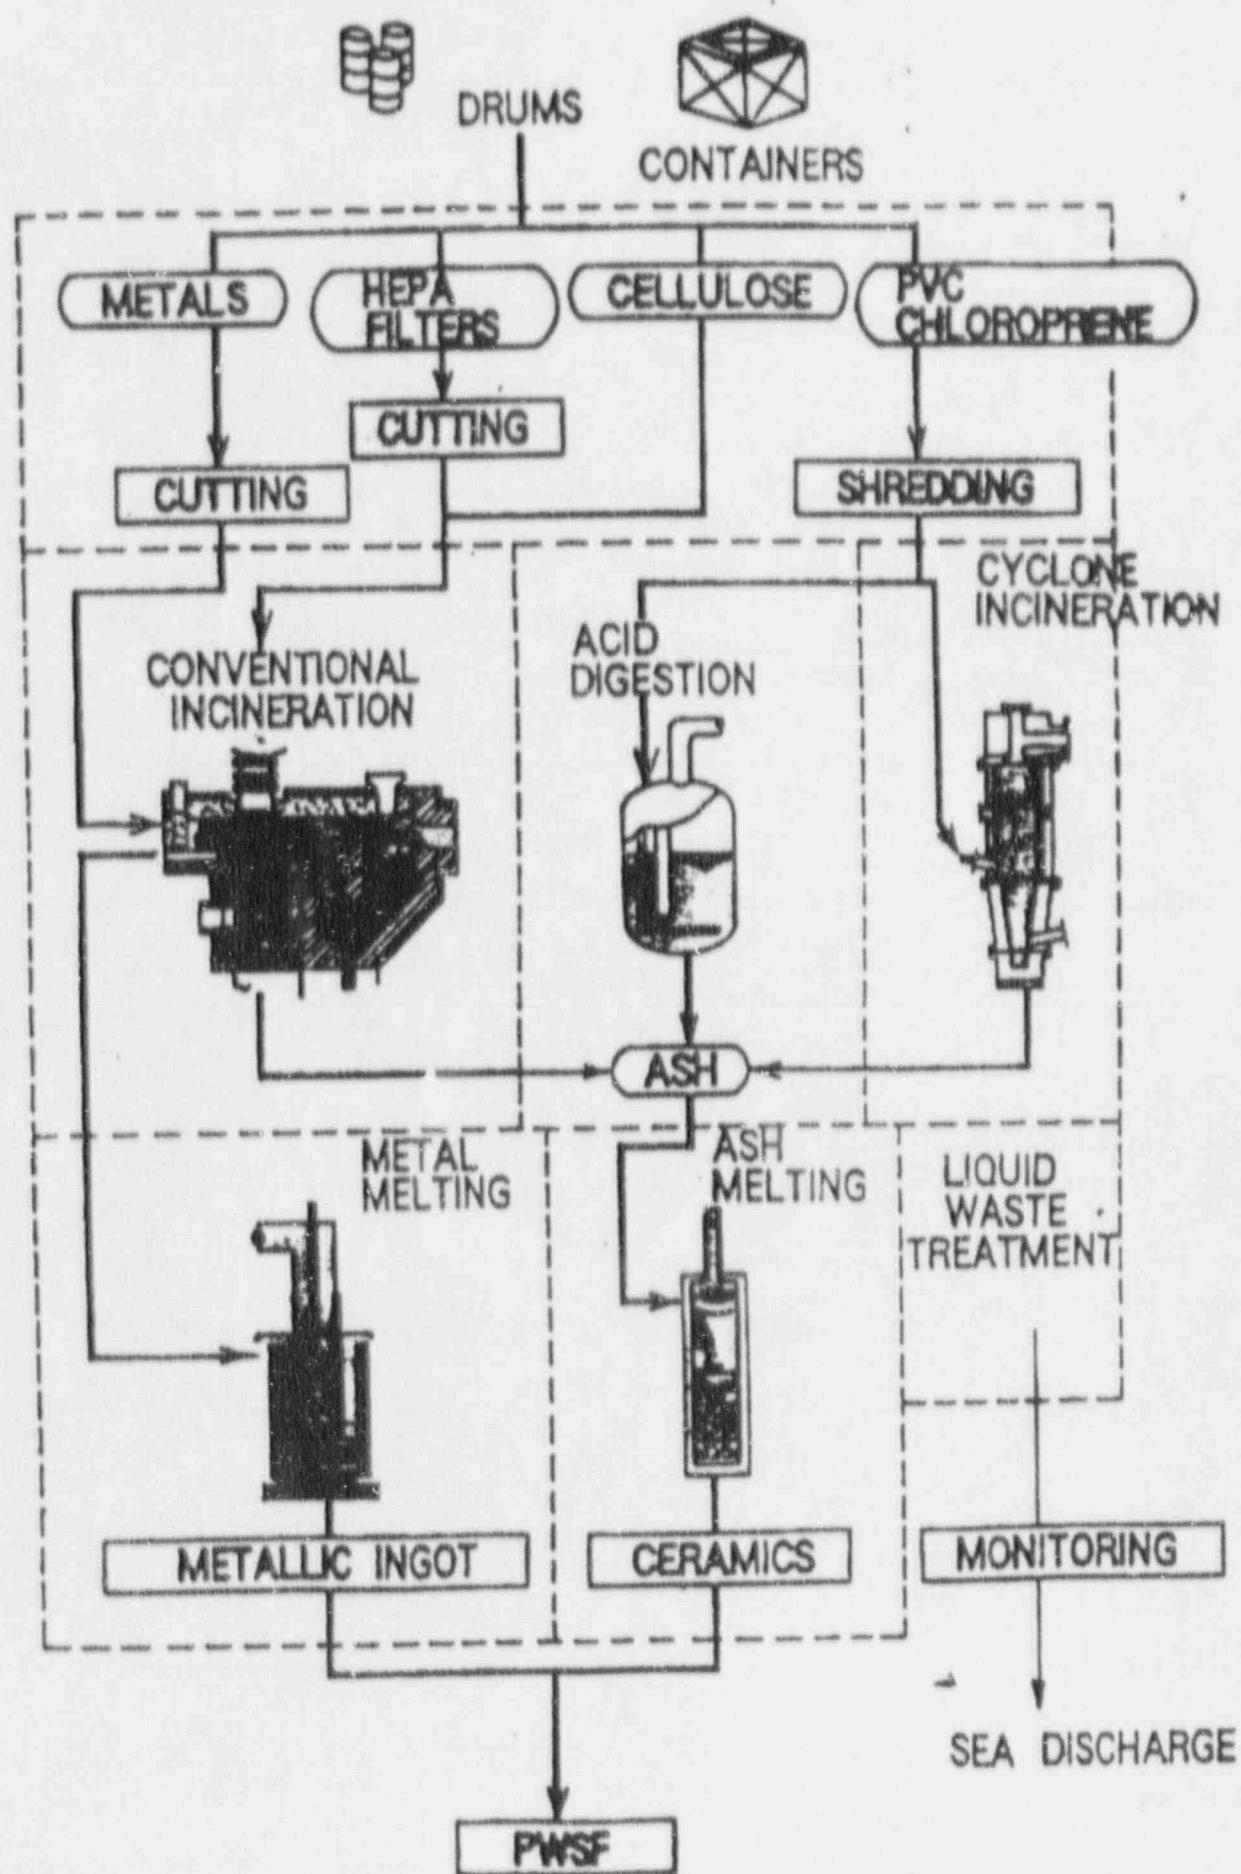 DRUMS
CONTAINERS
METALS
HEPA
FILTERS
CELLULOSE
PVC
CHLOROPRENE
CUTTING
CUTTING
SHREDDING
CYCLONE
INCINERATION
ACID
DIGESTION
CONVENTIONAL
INCINERATION
ASH
METAL
MELTING
ASH
MELTING
LIQUID
WASTE
TREATMENT
METALLIC INGOT
CERAMICS
MONITORING
SEA DISCHARGE
PWSF